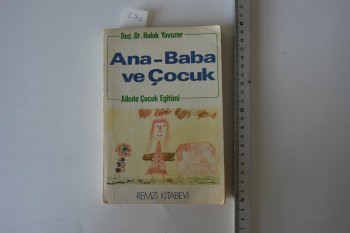 Doç. Dr. Haluk Yavuzer
Ana-Baba
ve Çocuk
Ailede Çocuk Eğitimi
REMZİ KİTABEVİ